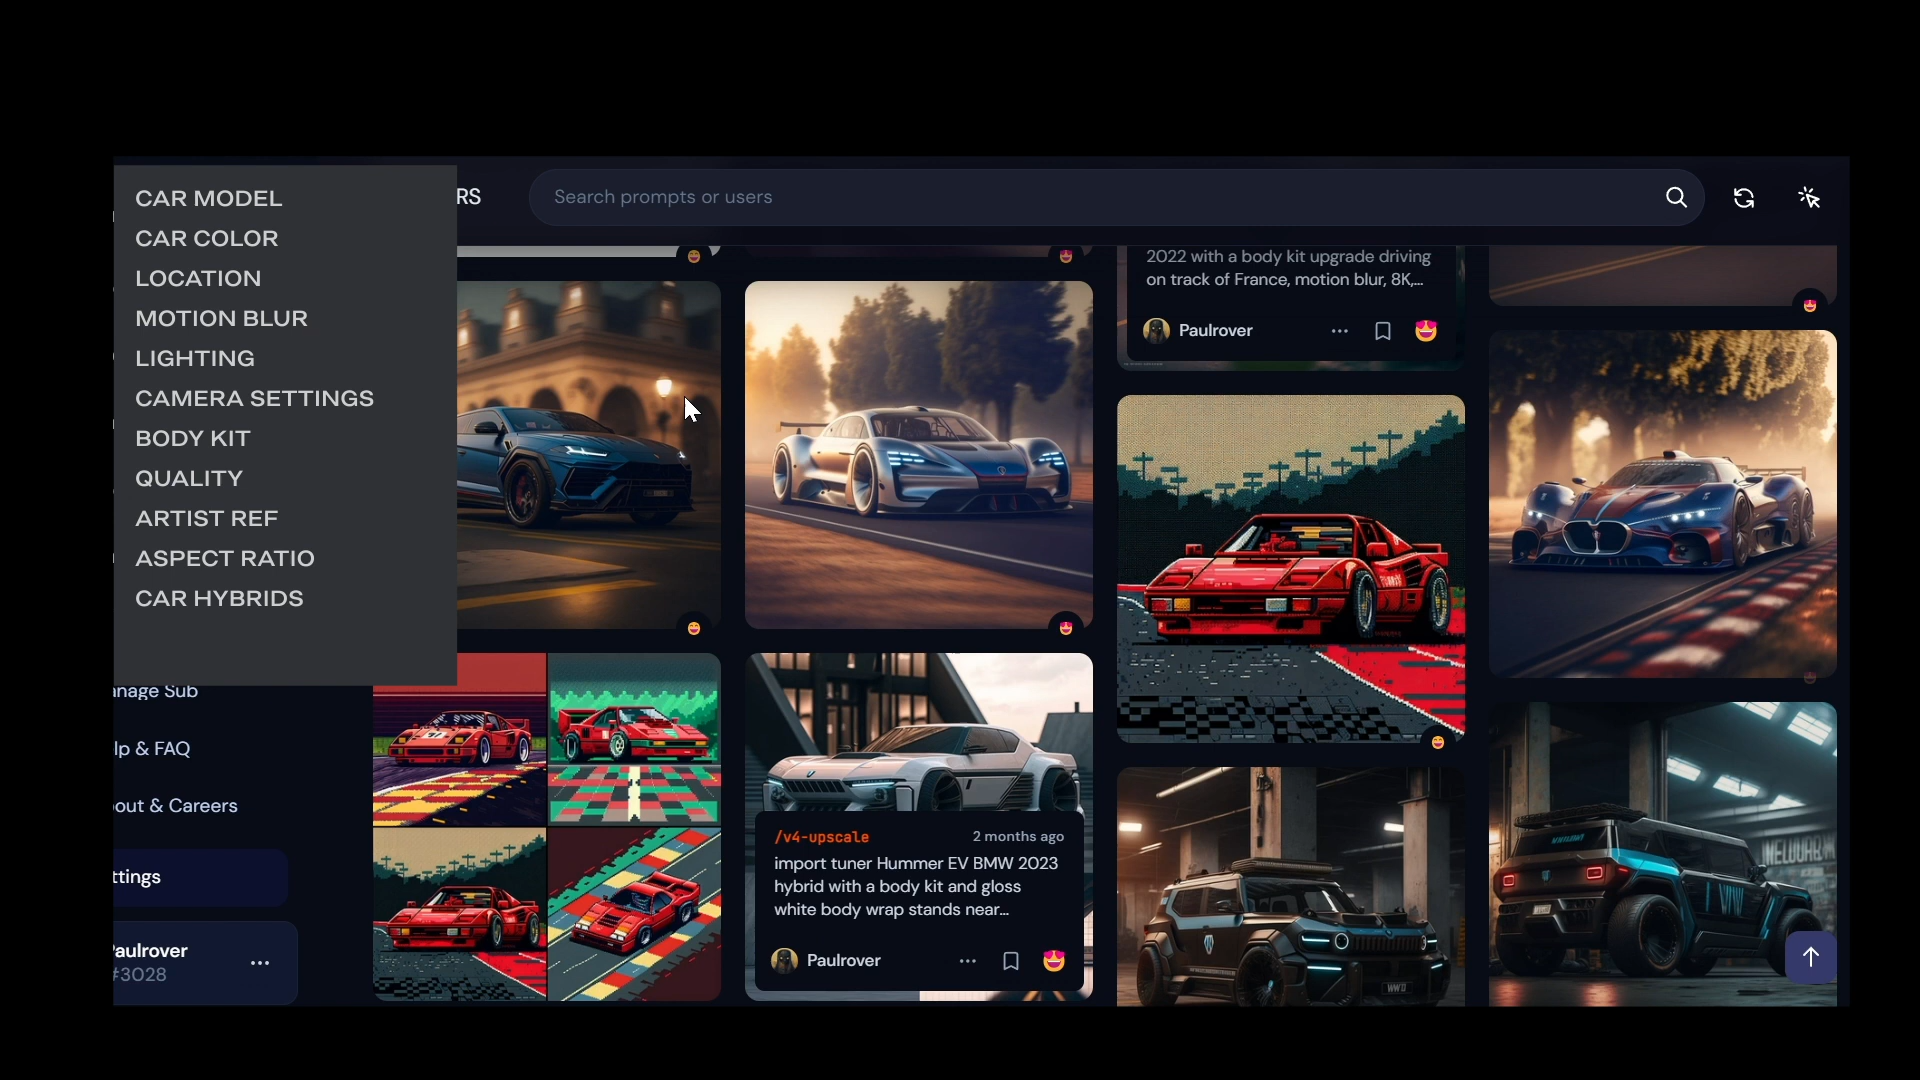 CAR MODEL
CAR COLOR
LOCATION
MOTION BLUR
LIGHTING
CAMERA SETTINGS
BODY KIT
QUALITY
ARTIST REF
ASPECT RATIO
CAR HYBRIDS
RS
Search prompts or users
anage Sub
lp & FAQ
out & Careers
ttings
Paulrover
#3028
/v4-upscale
2 months ago
import tuner Hummer EV BMW 2023
hybrid with a body kit and gloss
white body wrap stands near...
Paulrover
2022 with a body kit upgrade driving
on track of France, motion blur, 8K,...
Paulrover